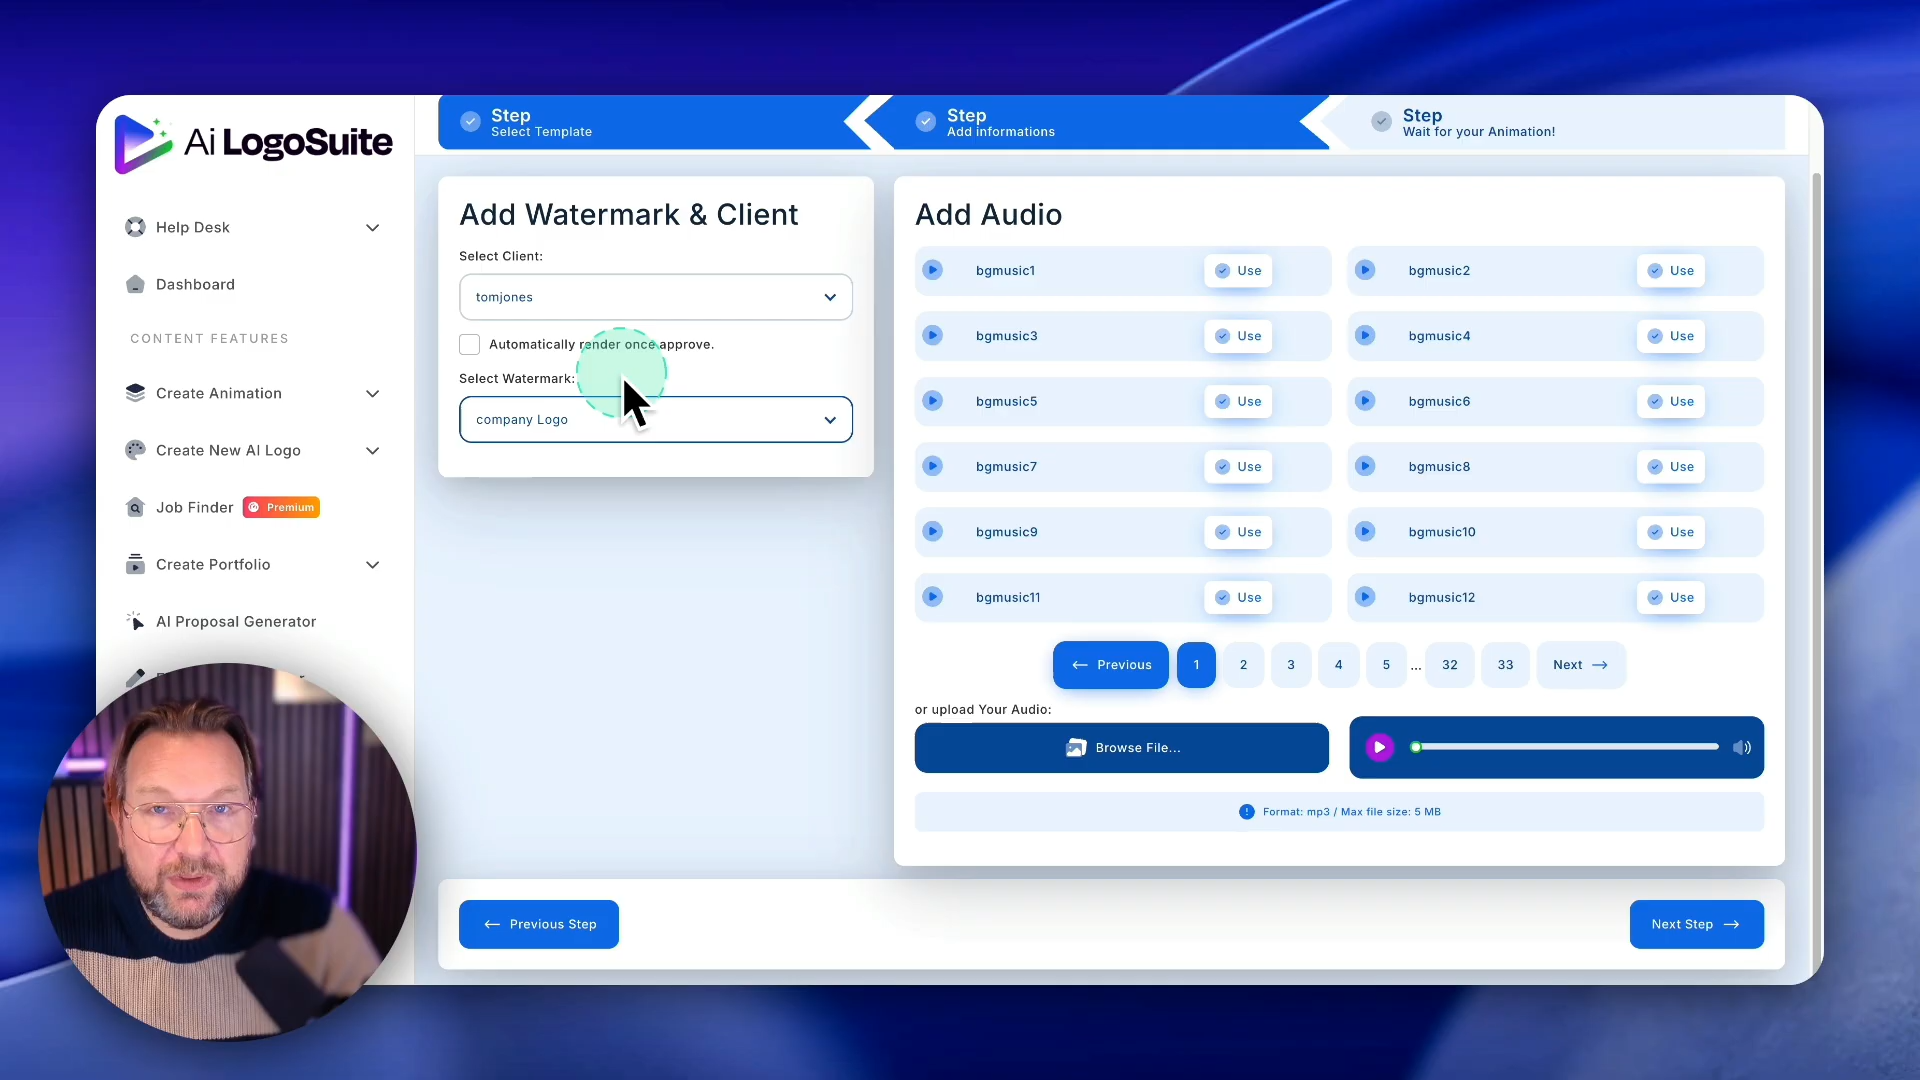 Ai LogoSuite
Help Desk
Dashboard
CONTENT FEATURES
Create Animation
Create New AI Logo
Job Finder
Premium
Create Portfolio
AI Proposal Generator
Step
Select Template
Step
Add informations
Step
Wait for your Animation!
Add Watermark & Client
Select Client:
tomjones
Automatically render once approve.
Select Watermark:
company Logo
Add Audio
bgmusic1 Use
bgmusic2 Use
bgmusic3 Use
bgmusic4 Use
bgmusic5 Use
bgmusic6 Use
bgmusic7 Use
bgmusic8 Use
bgmusic9 Use
bgmusic10 Use
bgmusic11 Use
bgmusic12 Use
Previous 1 2 3 4 5 ... 32 33 Next
or upload Your Audio:
Browse File...
Format: mp3 / Max file size: 5 MB
Previous Step
Next Step